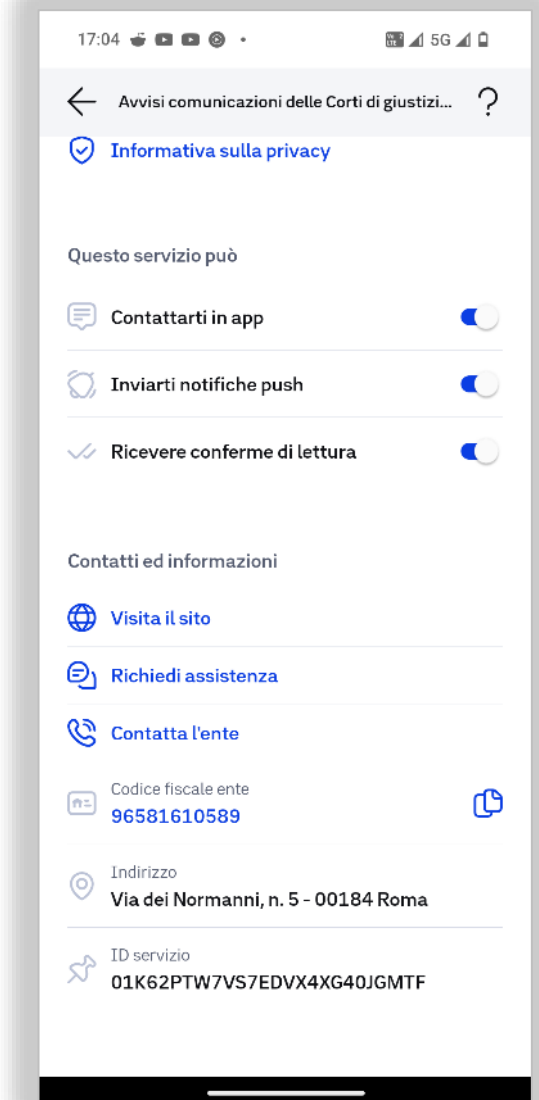 17:04
5G
Avvisi comunicazioni delle Corti di giustizi...
Informativa sulla privacy
Questo servizio può
Contattarti in app
Inviarti notifiche push
Ricevere conferme di lettura
Contatti ed informazioni
Visita il sito
Richiedi assistenza
Contatta l'ente
Codice fiscale ente
96581610589
Indirizzo
Via dei Normanni, n. 5 - 00184 Roma
ID servizio
01K62PTW7VS7EDVX4XG40JGMTF